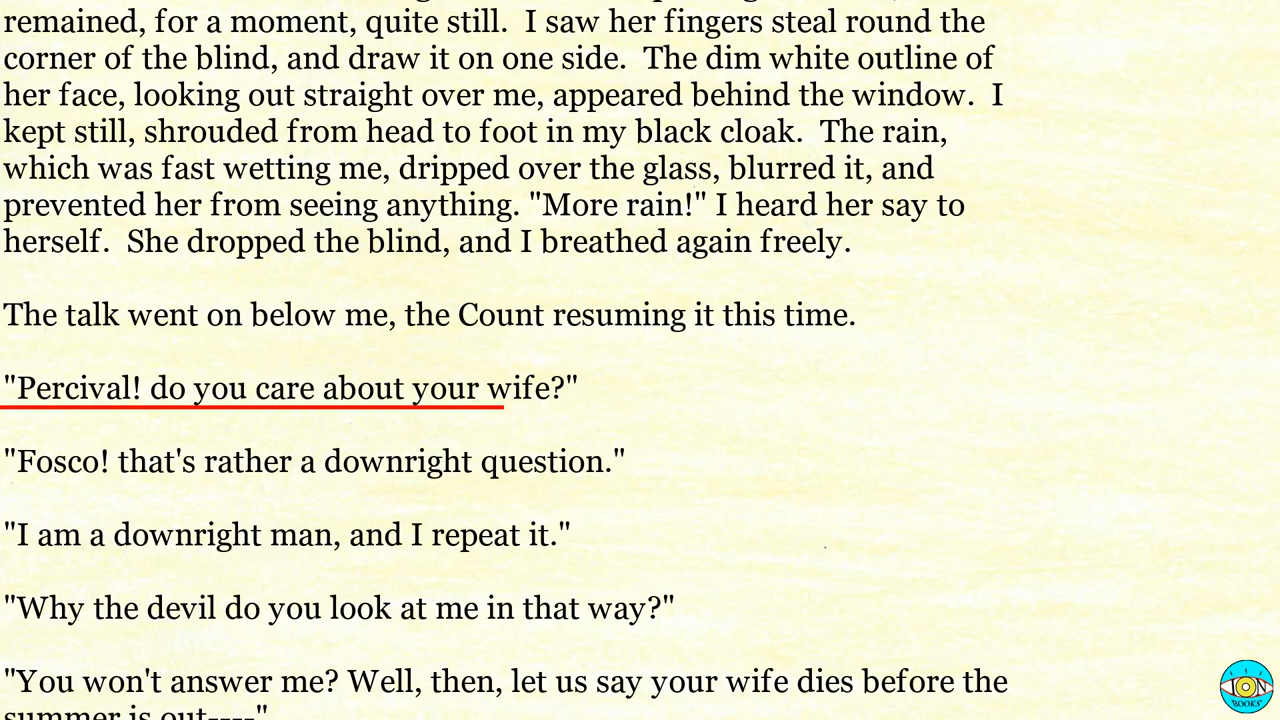 remained, for a moment, quite still.  I saw her fingers steal round the
corner of the blind, and draw it on one side.  The dim white outline of
her face, looking out straight over me, appeared behind the window.  I
kept still, shrouded from head to foot in my black cloak.  The rain,
which was fast wetting me, dripped over the glass, blurred it, and
prevented her from seeing anything. "More rain!" I heard her say to
herself.  She dropped the blind, and I breathed again freely.
The talk went on below me, the Count resuming it this time.
"Percival! do you care about your wife?"
"Fosco! that's rather a downright question."
"I am a downright man, and I repeat it."
"Why the devil do you look at me in that way?"
"You won't answer me? Well, then, let us say your wife dies before the
summer is out----"
ION
BOOKS